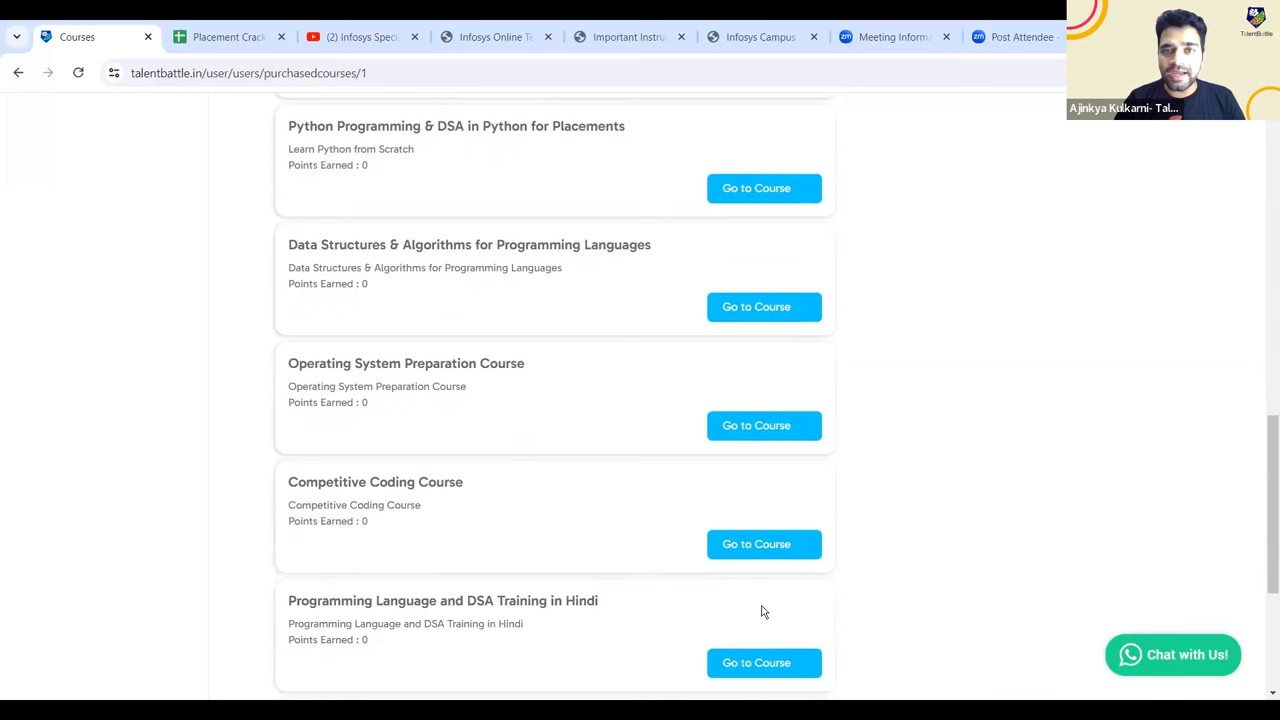 Courses
Placement Crack
(2) Infosys Speci
Infosys Online Te
Important Instru
Infosys Campus
Meeting Informa
Post Attendee -
talentbattle.in/user/users/purchasedcourses/1
TalentBattle
Ajinkya Kulkarni- Tal...
Python Programming & DSA in Python for Placements
Learn Python from Scratch
Points Earned : 0
Go to Course
Data Structures & Algorithms for Programming Languages
Data Structures & Algorithms for Programming Languages
Points Earned : 0
Go to Course
Operating System Preparation Course
Operating System Preparation Course
Points Earned : 0
Go to Course
Competitive Coding Course
Competitive Coding Course
Points Earned : 0
Go to Course
Programming Language and DSA Training in Hindi
Programming Language and DSA Training in Hindi
Points Earned : 0
Go to Course
Chat with Us!